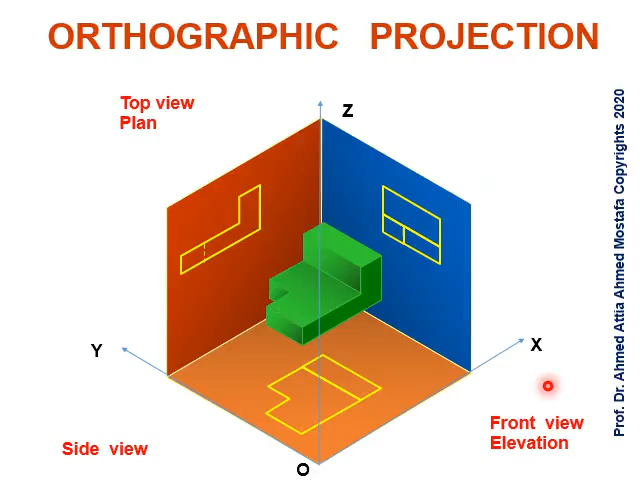 ORTHOGRAPHIC PROJECTION
Top view
Plan
Z
Y
X
Front view
Elevation
Side view
O
Prof. Dr. Ahmed Attia Ahmed Mostafa Copyrights 2020